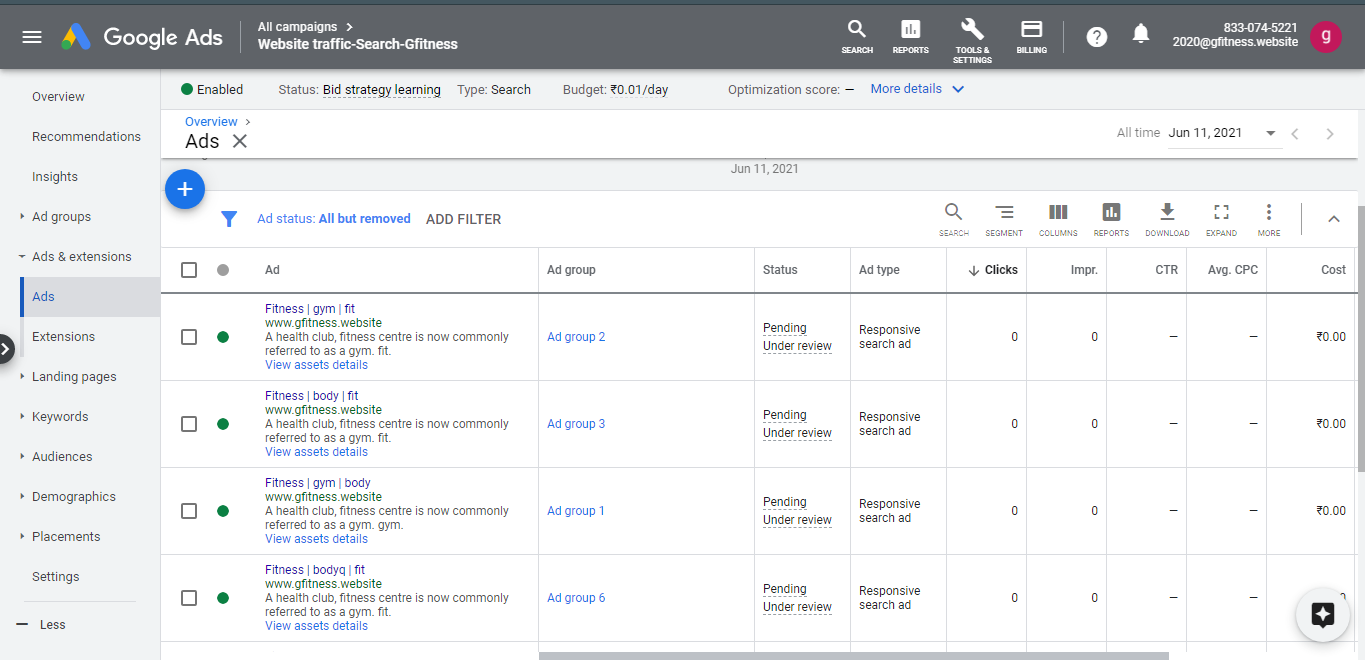 Google Ads
All campaigns
Website traffic-Search-Gfitness
SEARCH
REPORTS
TOOLS &
SETTINGS
BILLING
?
833-074-5221
2020@gfitness.website
g
Overview
Recommendations
Insights
Ad groups
Ads & extensions
Ads
Extensions
Landing pages
Keywords
Audiences
Demographics
Placements
Settings
Less
Enabled
Status: Bid strategy learning
Type: Search
Budget: ₹0.01/day
Optimization score: –
More details
Overview
Ads
All time Jun 11, 2021
Jun 11, 2021
Ad status: All but removed
ADD FILTER
SEARCH
SEGMENT
COLUMNS
REPORTS
DOWNLOAD
EXPAND
MORE
Ad
Ad group
Status
Ad type
Clicks
Impr.
CTR
Avg. CPC
Cost
Fitness | gym | fit
www.gfitness.website
A health club, fitness centre is now commonly
referred to as a gym. fit.
View assets details
Ad group 2
Pending
Under review
Responsive
search ad
0
0
–
–
₹0.00
Fitness | body | fit
www.gfitness.website
A health club, fitness centre is now commonly
referred to as a gym. fit.
View assets details
Ad group 3
Pending
Under review
Responsive
search ad
0
0
–
–
₹0.00
Fitness | gym | body
www.gfitness.website
A health club, fitness centre is now commonly
referred to as a gym. gym.
View assets details
Ad group 1
Pending
Under review
Responsive
search ad
0
0
–
–
₹0.00
Fitness | bodyq | fit
www.gfitness.website
A health club, fitness centre is now commonly
referred to as a gym. fit.
View assets details
Ad group 6
Pending
Under review
Responsive
search ad
0
0
–
–